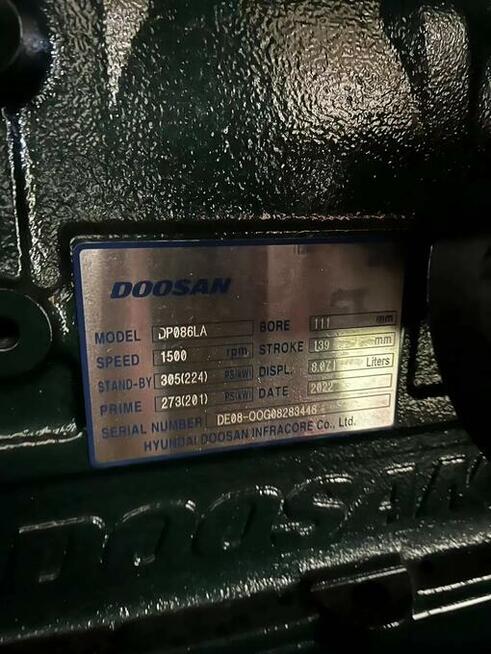 DOOSAN
MODEL DP086LA BORE 111 mm
SPEED 1500 rpm STROKE 139 mm
STAND-BY 305(224) PS(kW) DISPL. 8.071 Liters
PRIME 273(201) PS(kW) DATE 2022
SERIAL NUMBER DE08-OOG08283446
HYUNDAI DOOSAN INFRACORE Co., Ltd.
DOOSAN